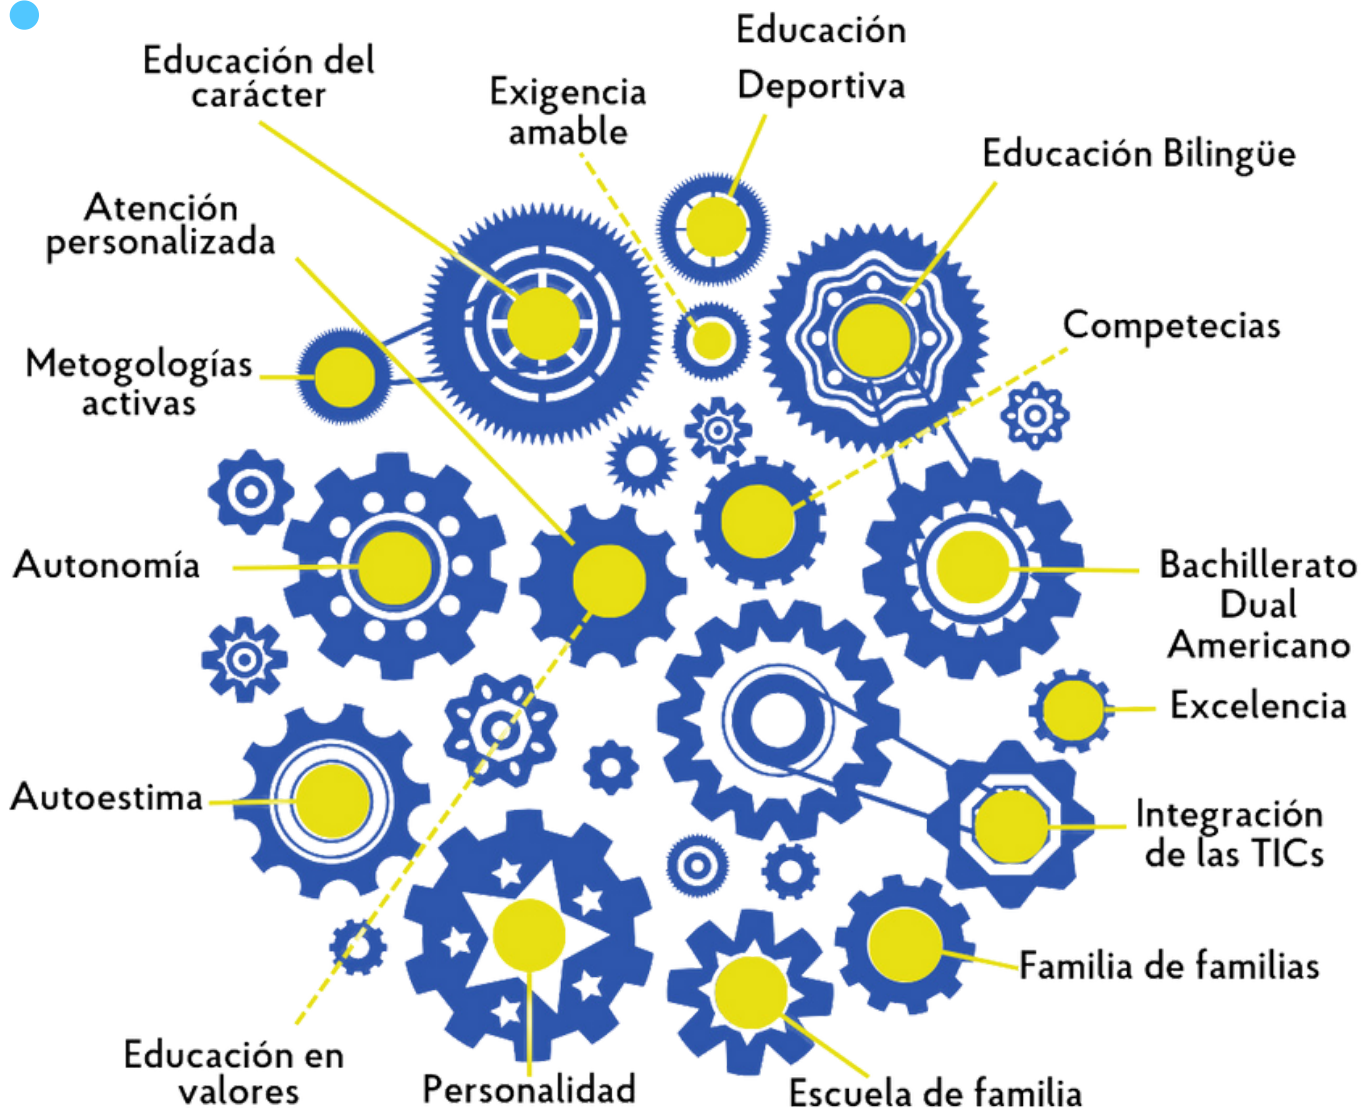 Educación
Deportiva
Educación del
carácter
Exigencia
amable
Educación Bilingüe
Atención
personalizada
Competecias
Metogologías
activas
Autonomía
Bachillerato
Dual
Americano
Excelencia
Autoestima
Integración
de las TICs
Familia de familias
Educación en
valores
Personalidad
Escuela de familia